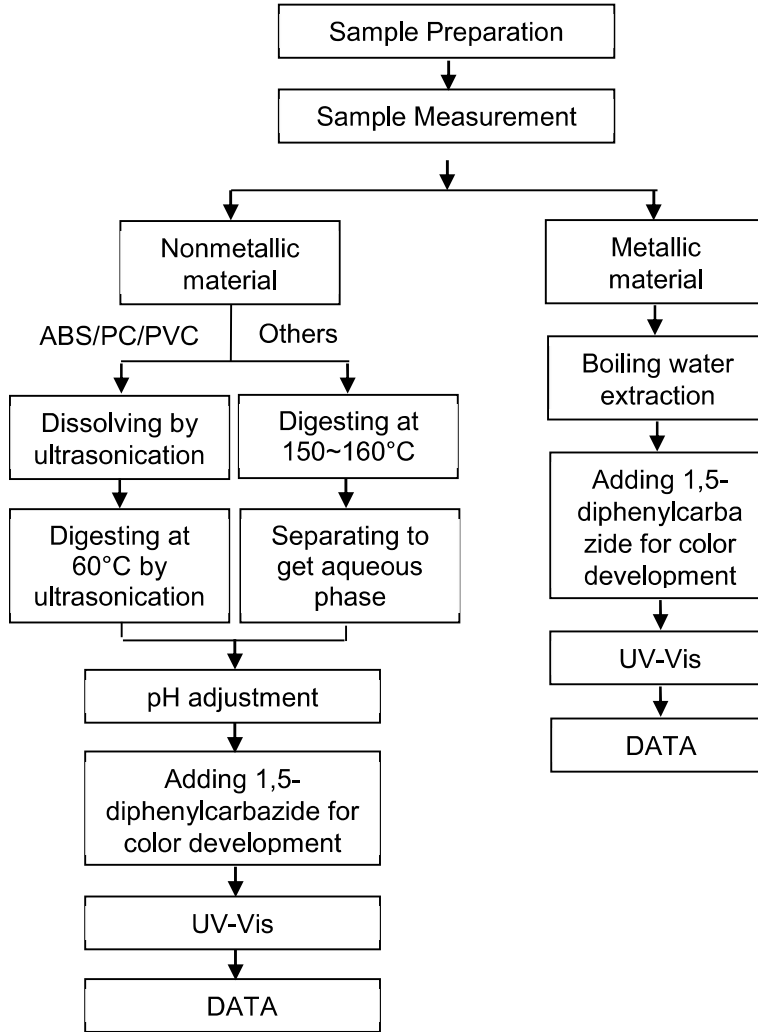 Sample Preparation
Sample Measurement
Nonmetallic
material
ABS/PC/PVC
Others
Dissolving by
ultrasonication
Digesting at
150~160°C
Digesting at
60°C by
ultrasonication
Separating to
get aqueous
phase
pH adjustment
Adding 1,5-
diphenylcarbazide for
color development
UV-Vis
DATA
Metallic
material
Boiling water
extraction
Adding 1,5-
diphenylcarba
zide for color
development
UV-Vis
DATA